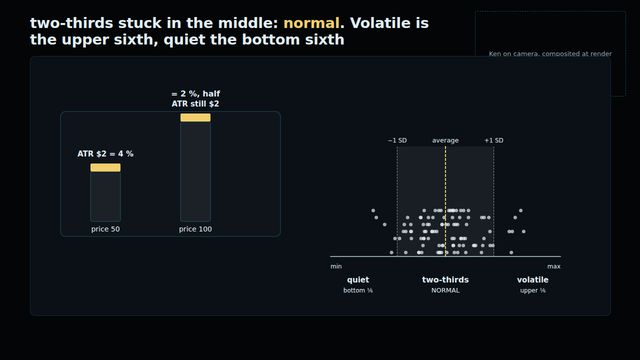 two-thirds stuck in the middle: normal. Volatile is
the upper sixth, quiet the bottom sixth
Ken on camera, composited at render
= 2 %, half
ATR still $2
ATR $2 = 4 %
price 50
price 100
−1 SD
average
+1 SD
min
max
quiet
two-thirds
volatile
bottom ⅙
NORMAL
upper ⅙